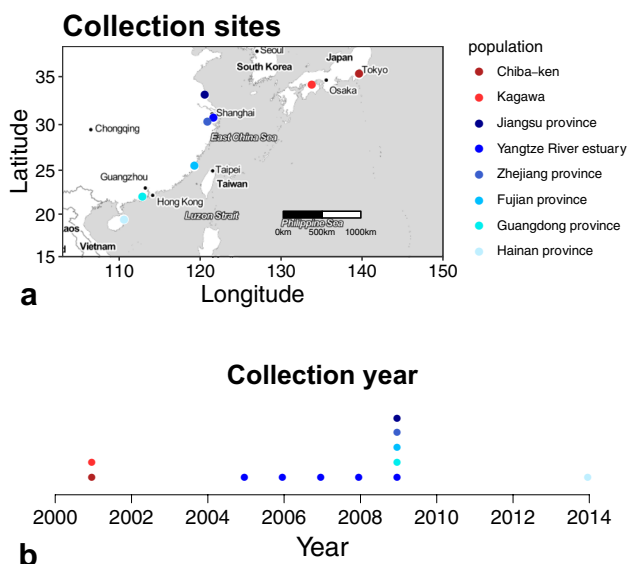 Collection sites
population
Chiba-ken
Kagawa
Jiangsu province
Yangtze River estuary
Zhejiang province
Fujian province
Guangdong province
Hainan province
Latitude
35
30
25
20
15
Seoul
South Korea
Japan
Tokyo
Osaka
Shanghai
Chongqing
East China Sea
Guangzhou
Taipei
Taiwan
Hong Kong
Luzon Strait
Philippine Sea
0km 500km 1000km
aos
Vietnam
d
110 120 130 140 150
Longitude
a
Collection year
2000 2002 2004 2006 2008 2010 2012 2014
Year
b